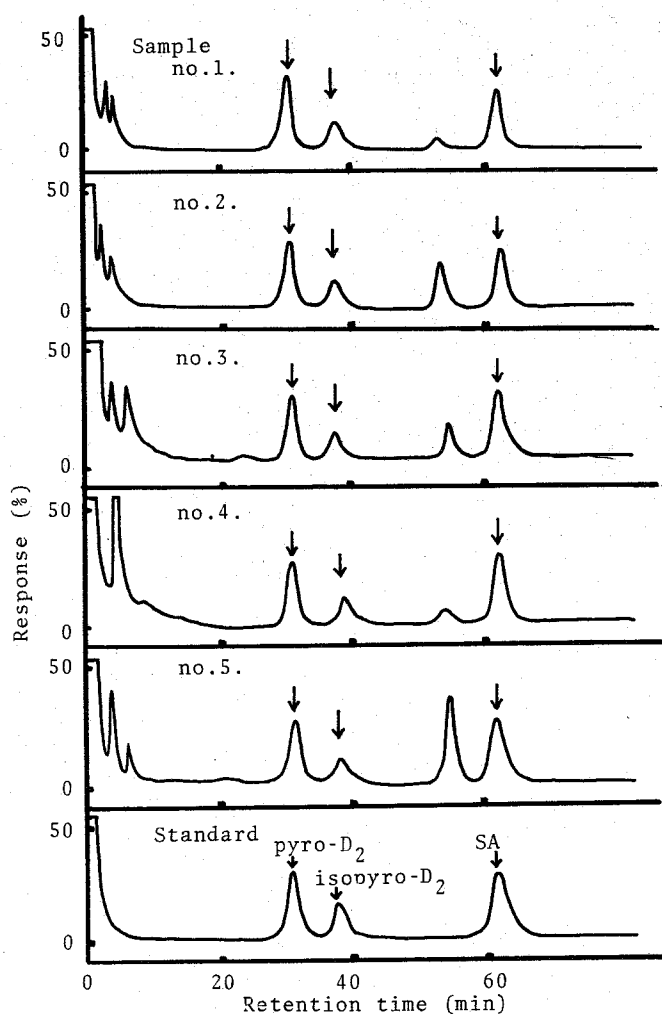 50
Sample
no.1.
0
50
no.2.
0
50
no.3.
0
50
no.4.
0
50
no.5.
0
50
Standard
pyro-D2
isopyro-D2
SA
0
0 20 40 60
Retention time (min)
Response (%)